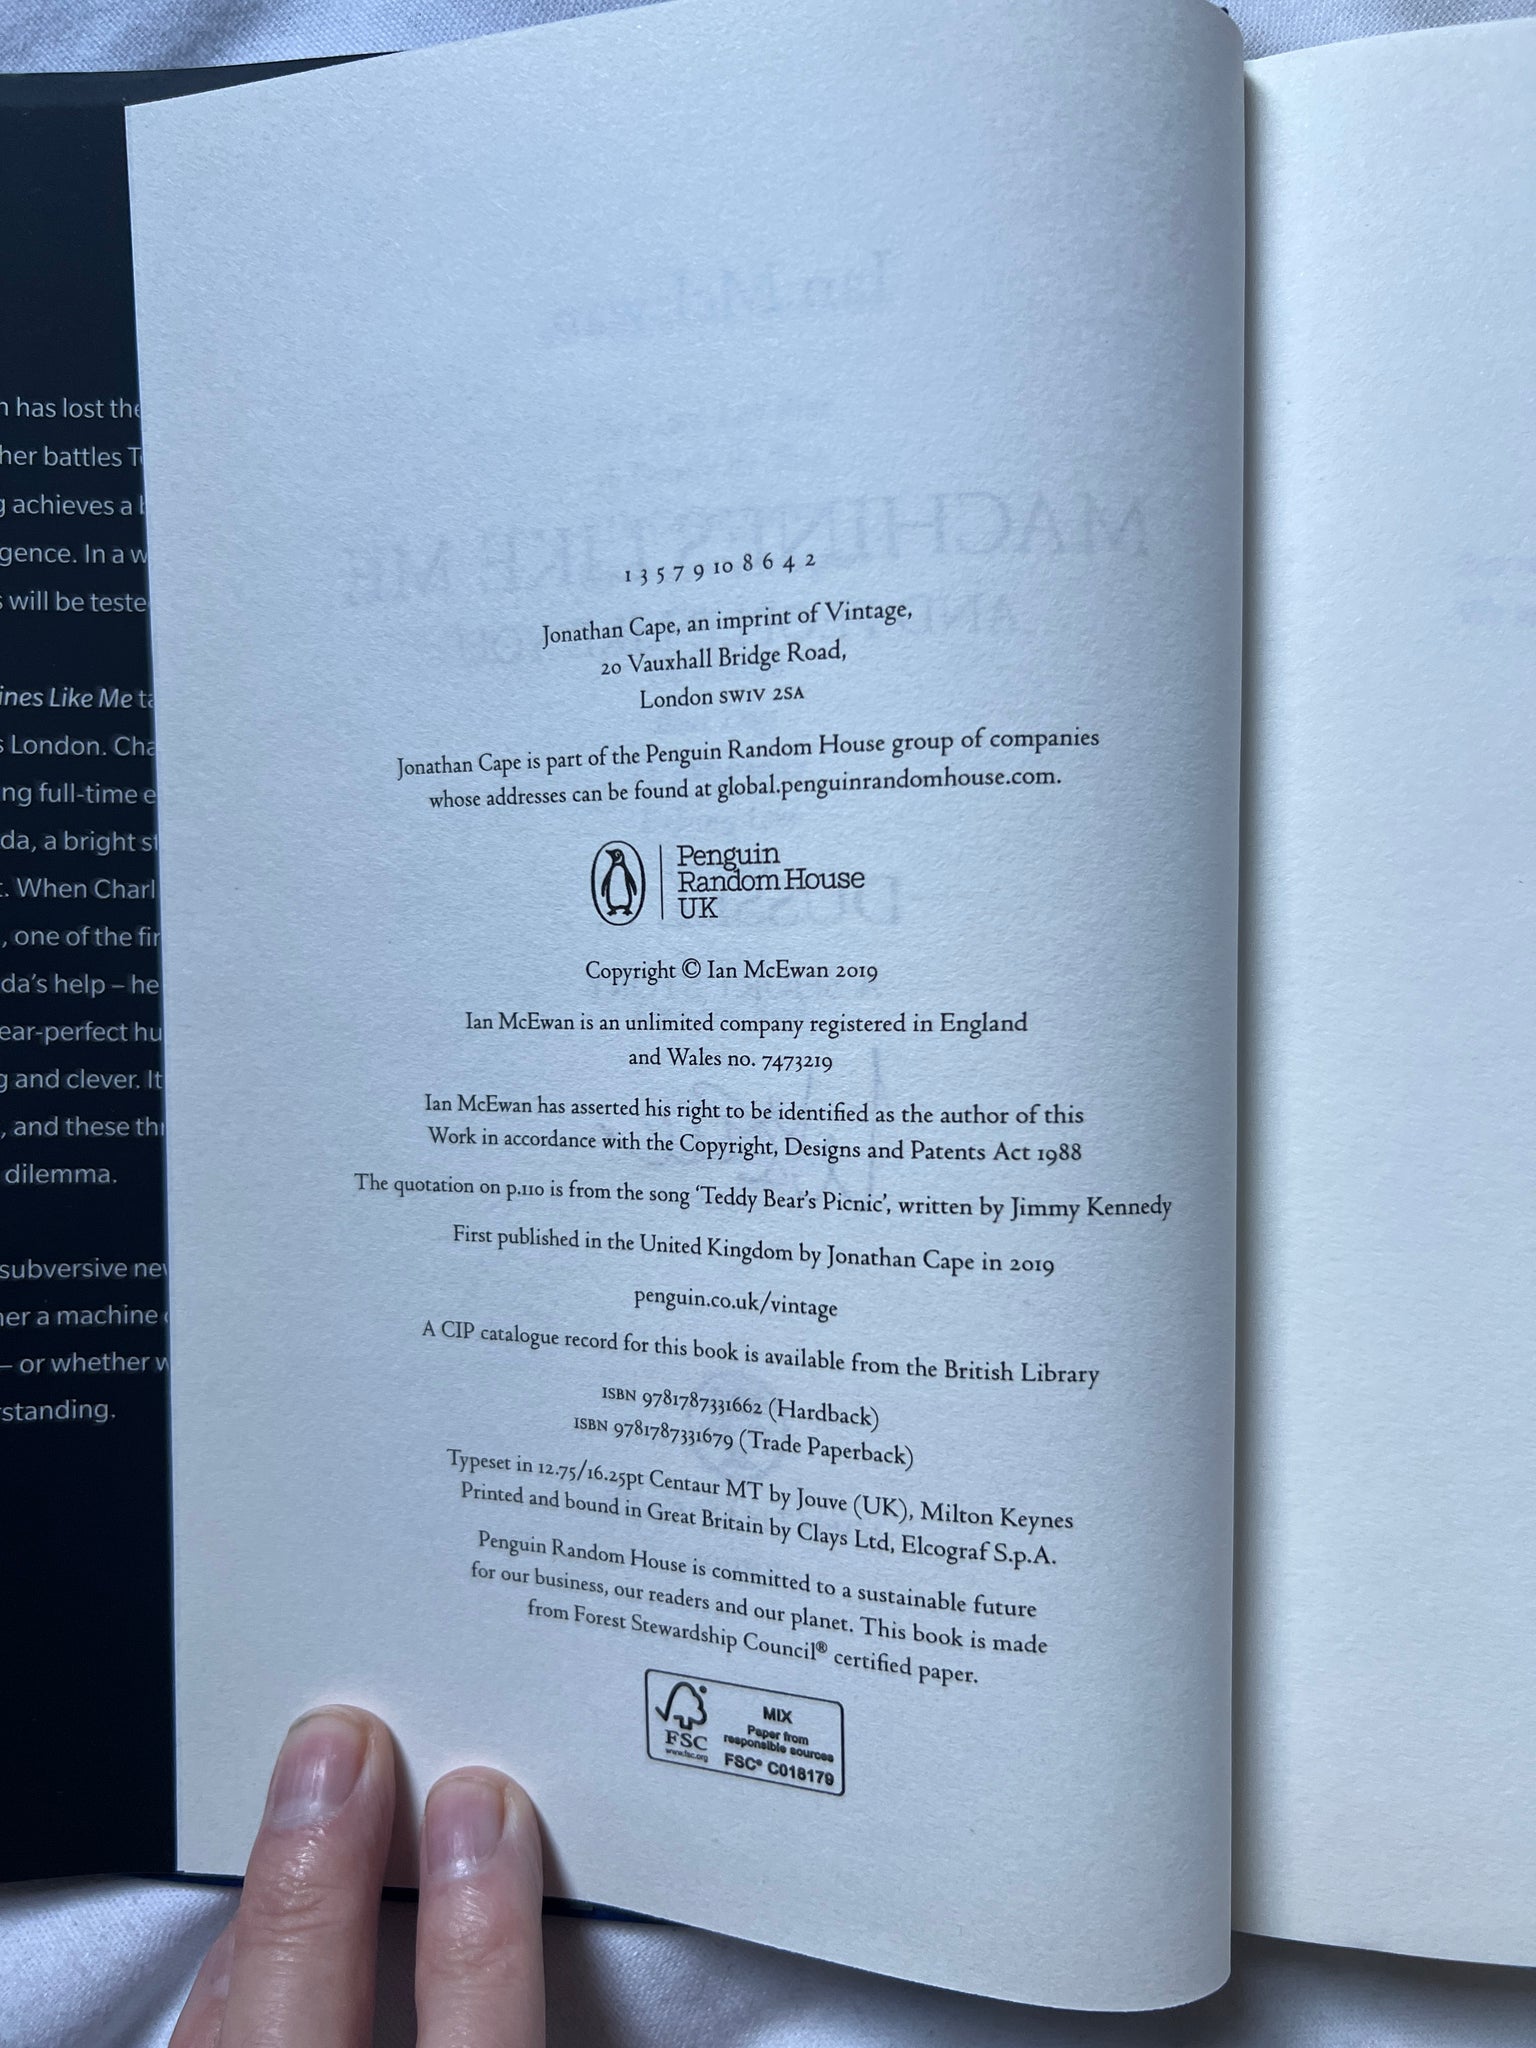 n has lost the
her battles T
g achieves a
gence. In a w
s will be teste
ines Like Me ta
s London. Cha
ng full-time e
da, a bright st
t. When Charl
, one of the fir
da's help – he
ear-perfect hu
g and clever. It
, and these thr
dilemma.
subversive nev
her a machine
– or whether w
rstanding.
Ian McEwan
MACHINES LIKE ME
1 3 5 7 9 10 8 6 4 2
Jonathan Cape, an imprint of Vintage,
20 Vauxhall Bridge Road,
London SW1V 2SA
Jonathan Cape is part of the Penguin Random House group of companies
whose addresses can be found at global.penguinrandomhouse.com.
Penguin
Random House
UK
Copyright © Ian McEwan 2019
Ian McEwan is an unlimited company registered in England
and Wales no. 7473219
Ian McEwan has asserted his right to be identified as the author of this
Work in accordance with the Copyright, Designs and Patents Act 1988
The quotation on p.110 is from the song ‘Teddy Bear’s Picnic’, written by Jimmy Kennedy
First published in the United Kingdom by Jonathan Cape in 2019
penguin.co.uk/vintage
A CIP catalogue record for this book is available from the British Library
ISBN 9781787331662 (Hardback)
ISBN 9781787331679 (Trade Paperback)
Typeset in 12.75/16.25pt Centaur MT by Jouve (UK), Milton Keynes
Printed and bound in Great Britain by Clays Ltd, Elcograf S.p.A.
Penguin Random House is committed to a sustainable future
for our business, our readers and our planet. This book is made
from Forest Stewardship Council® certified paper.
FSC
www.fsc.org
MIX
Paper from
responsible sources
FSC® C018179